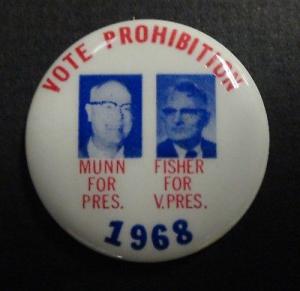 VOTE PROHIBITION
MUNN FISHER
FOR FOR
PRES. V.PRES.
1968